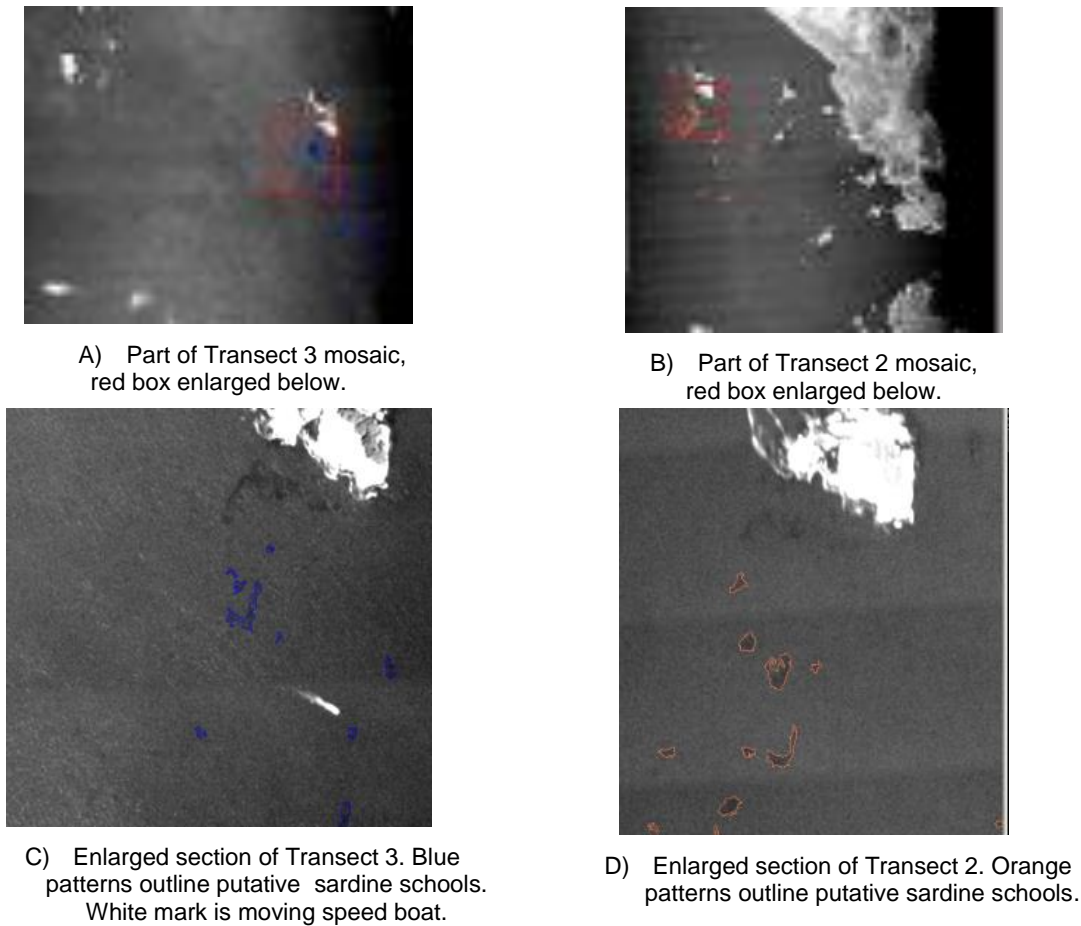 A) Part of Transect 3 mosaic,
red box enlarged below.
B) Part of Transect 2 mosaic,
red box enlarged below.
C) Enlarged section of Transect 3. Blue
patterns outline putative sardine schools.
White mark is moving speed boat.
D) Enlarged section of Transect 2. Orange
patterns outline putative sardine schools.